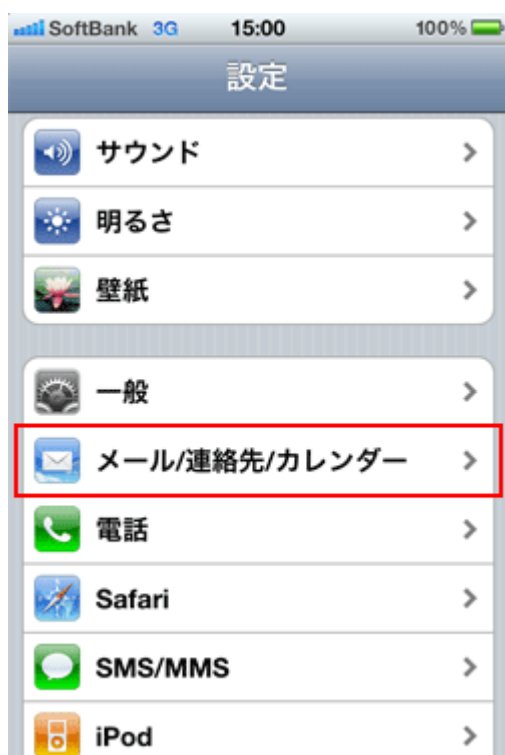 SoftBank 3G 15:00 100%
設定
サウンド
明るさ
壁紙
一般
メール/連絡先/カレンダー
電話
Safari
SMS/MMS
iPod